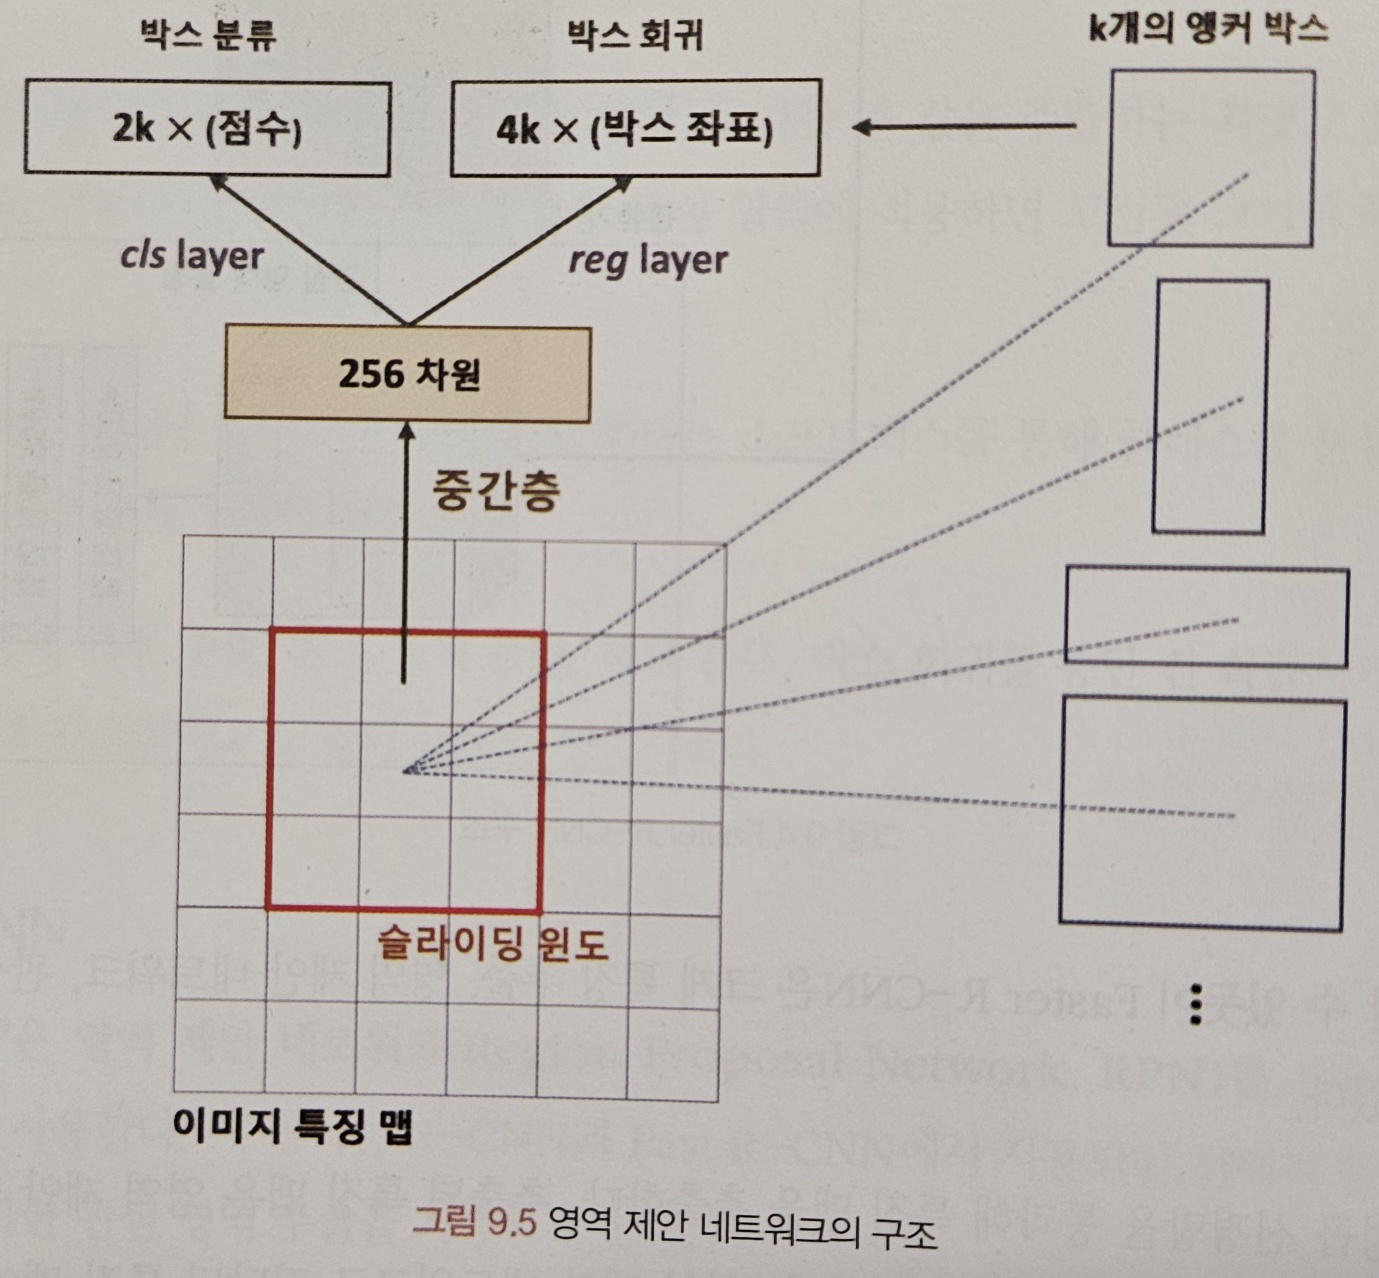 박스 분류
박스 회귀
k개의 앵커 박스
2k × (점수)
4k × (박스 좌표)
cls layer
reg layer
256 차원
중간층
슬라이딩 윈도
⋮
이미지 특징 맵
그림 9.5 영역 제안 네트워크의 구조